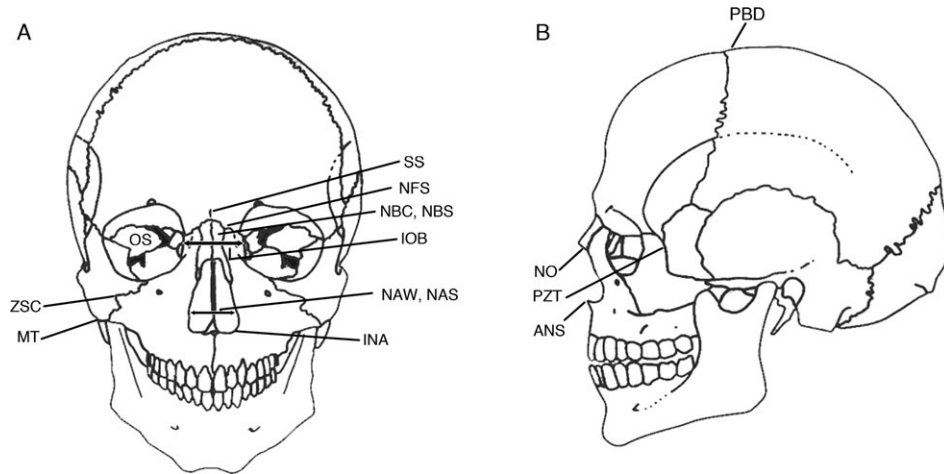 A
SS
NFS
NBC, NBS
OS
IOB
ZSC
NAW, NAS
MT
INA
B
PBD
NO
PZT
ANS